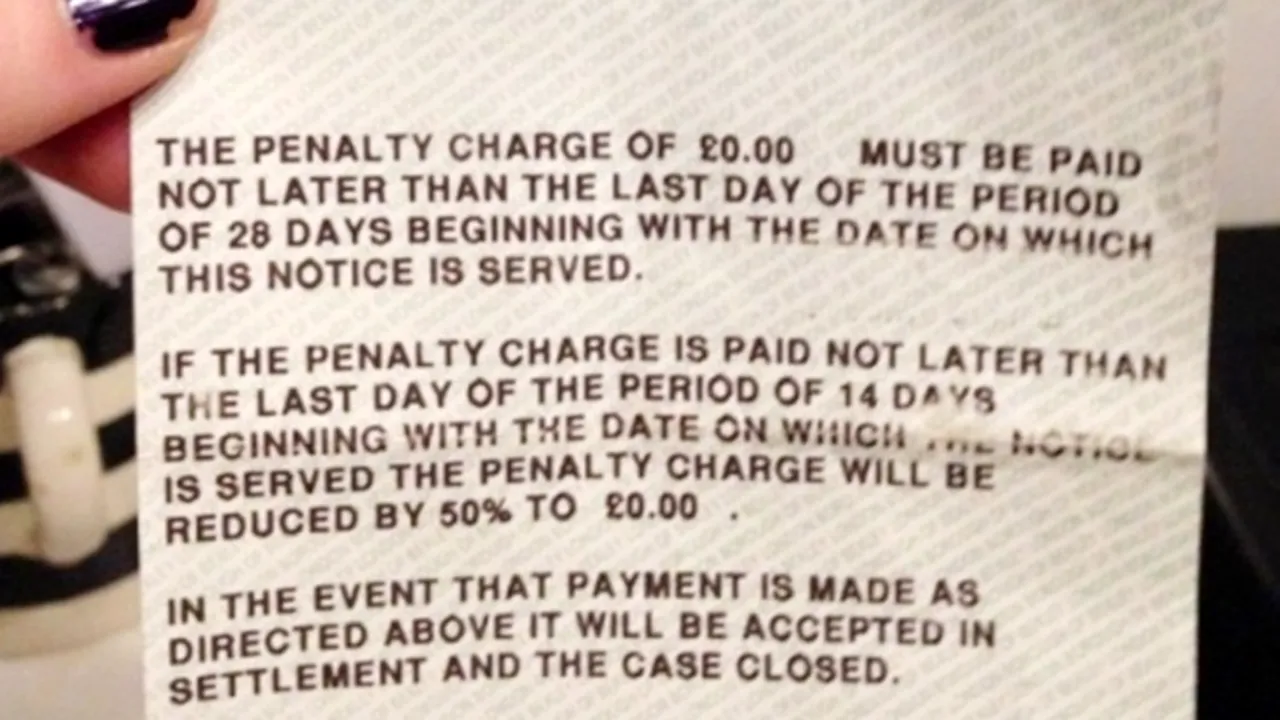 THE PENALTY CHARGE OF £0.00 MUST BE PAID
NOT LATER THAN THE LAST DAY OF THE PERIOD
OF 28 DAYS BEGINNING WITH THE DATE ON WHICH
THIS NOTICE IS SERVED.
IF THE PENALTY CHARGE IS PAID NOT LATER THAN
THE LAST DAY OF THE PERIOD OF 14 DAYS
BEGINNING WITH THE DATE ON WHICH THE NOTICE
IS SERVED THE PENALTY CHARGE WILL BE
REDUCED BY 50% TO £0.00 .
IN THE EVENT THAT PAYMENT IS MADE AS
DIRECTED ABOVE IT WILL BE ACCEPTED IN
SETTLEMENT AND THE CASE CLOSED.